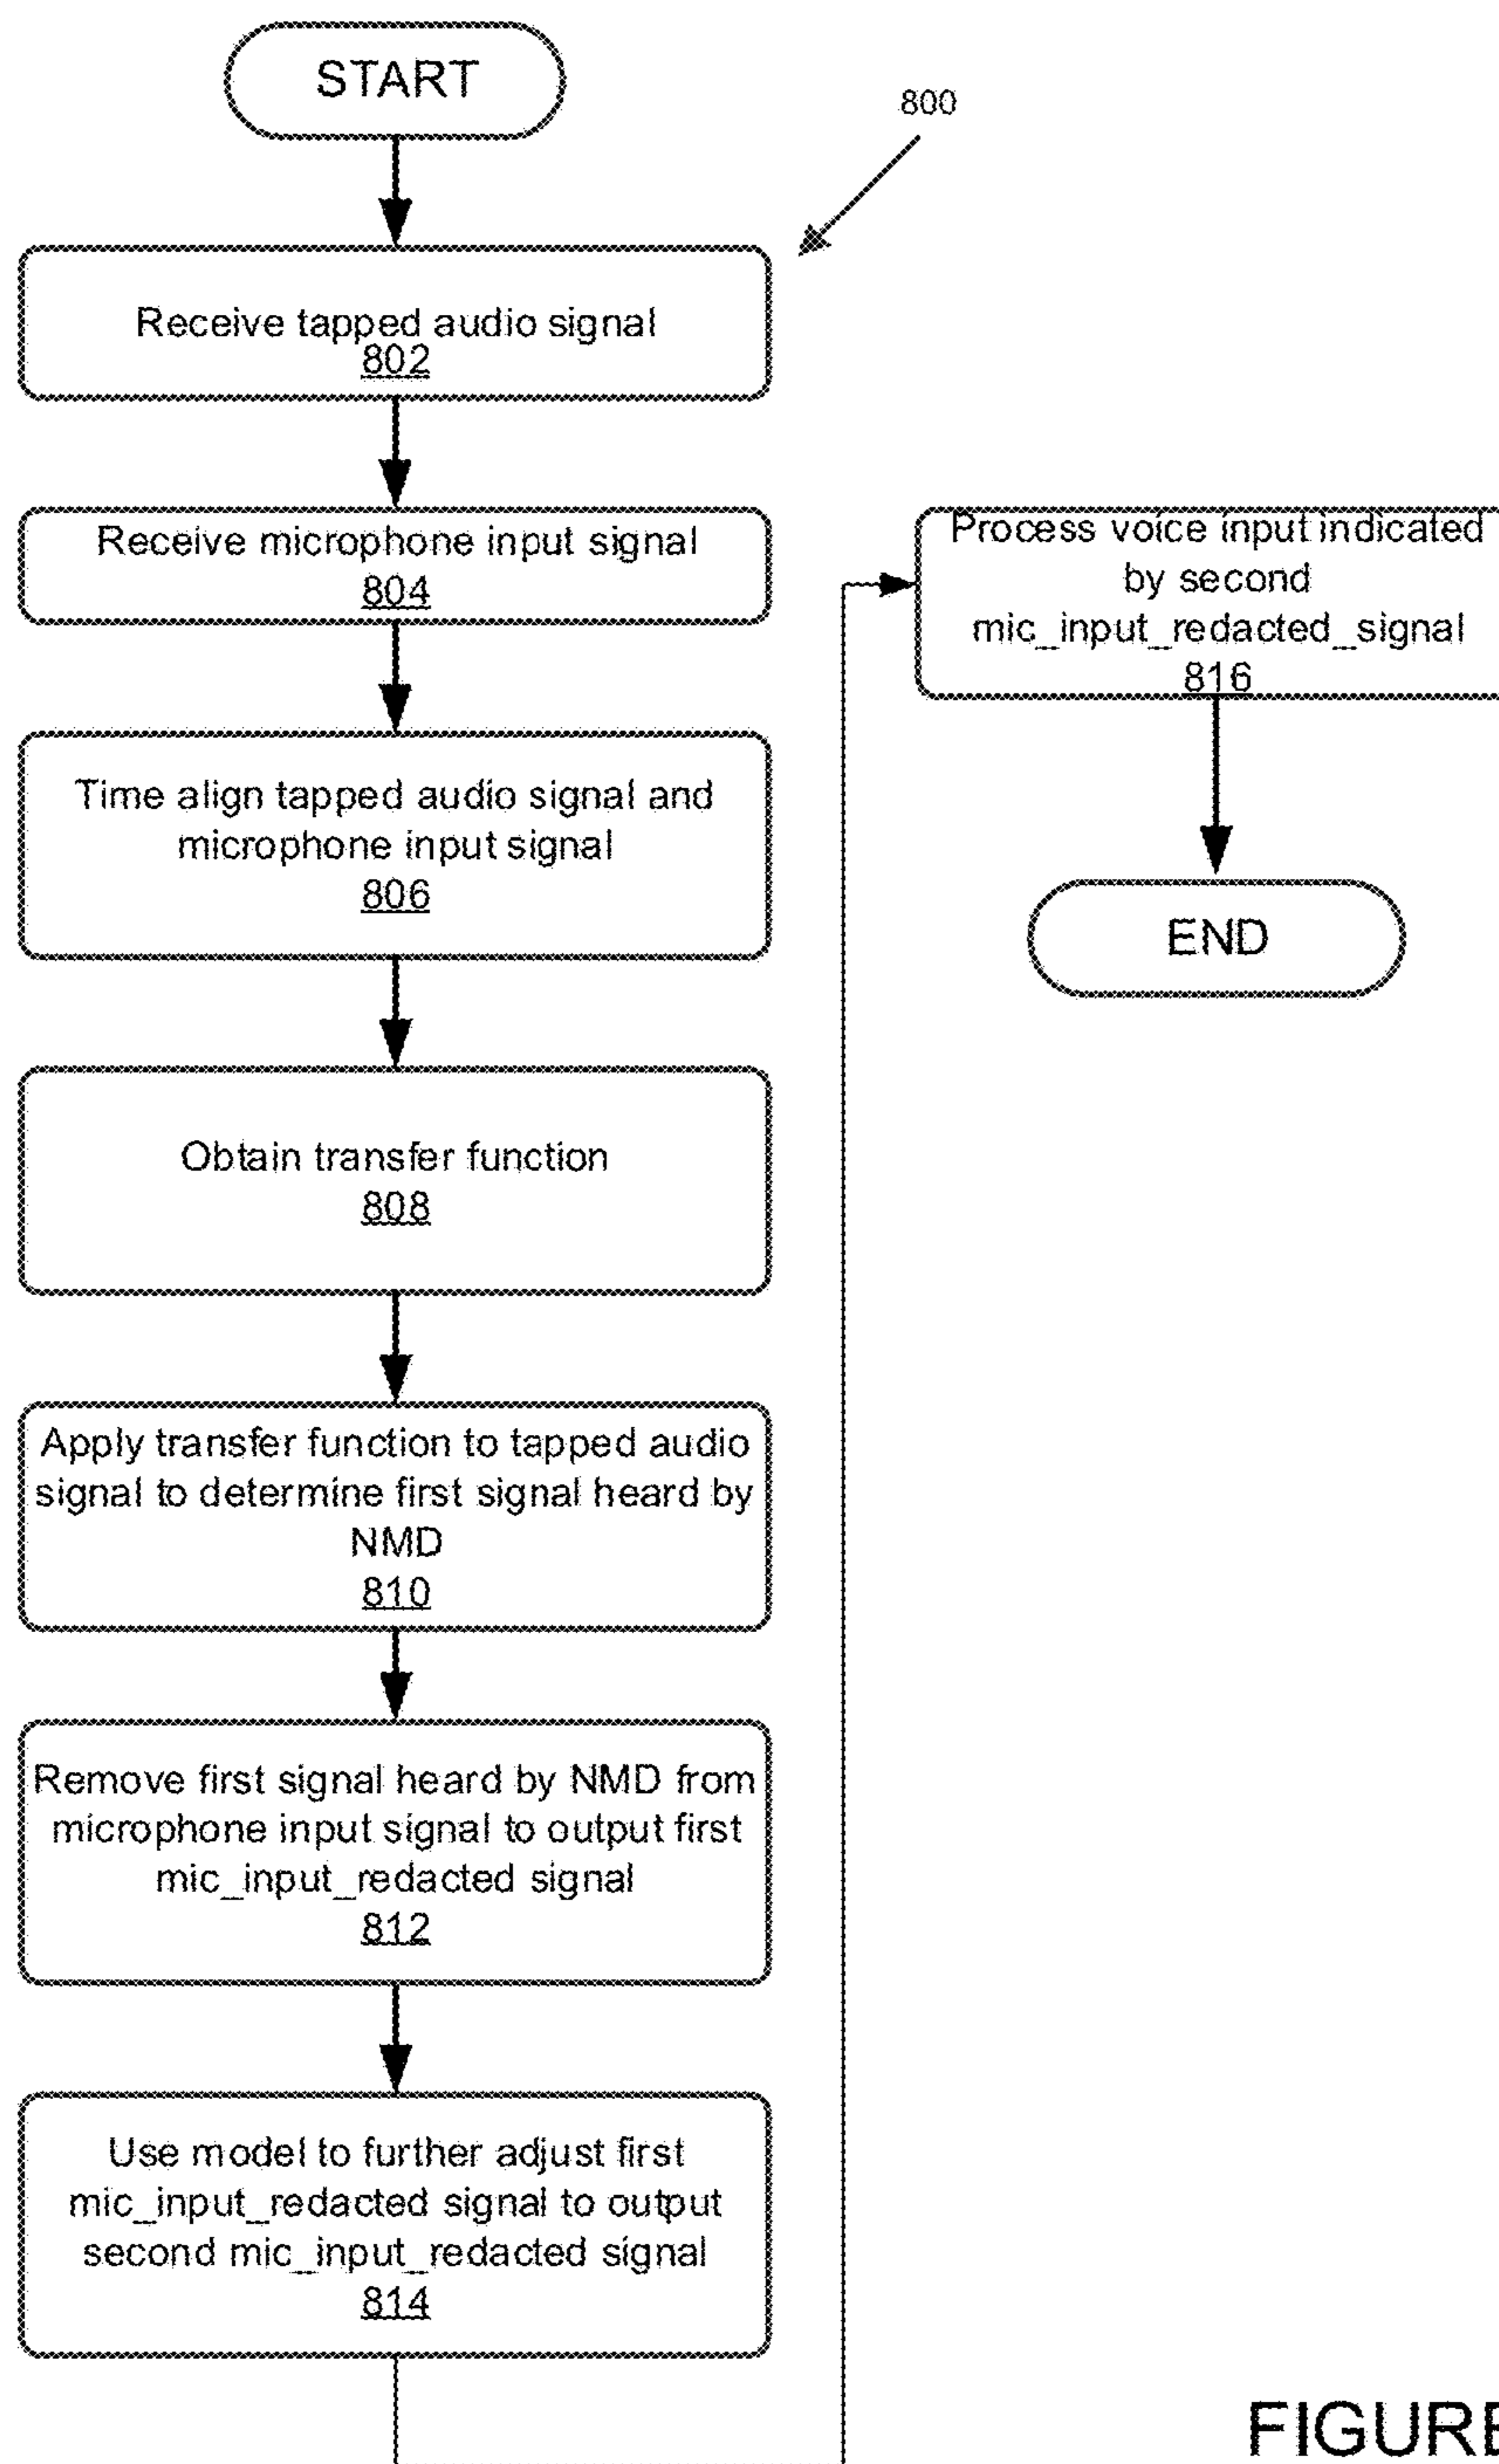 START
800
Receive tapped audio signal
802
Receive microphone input signal
804
Time align tapped audio signal and
microphone input signal
806
Obtain transfer function
808
Apply transfer function to tapped audio
signal to determine first signal heard by
NMD
810
Remove first signal heard by NMD from
microphone input signal to output first
mic_input_redacted signal
812
Use model to further adjust first
mic_input_redacted signal to output
second mic_input_redacted signal
814
Process voice input indicated
by second
mic_input_redacted_signal
816
END
FIGURE